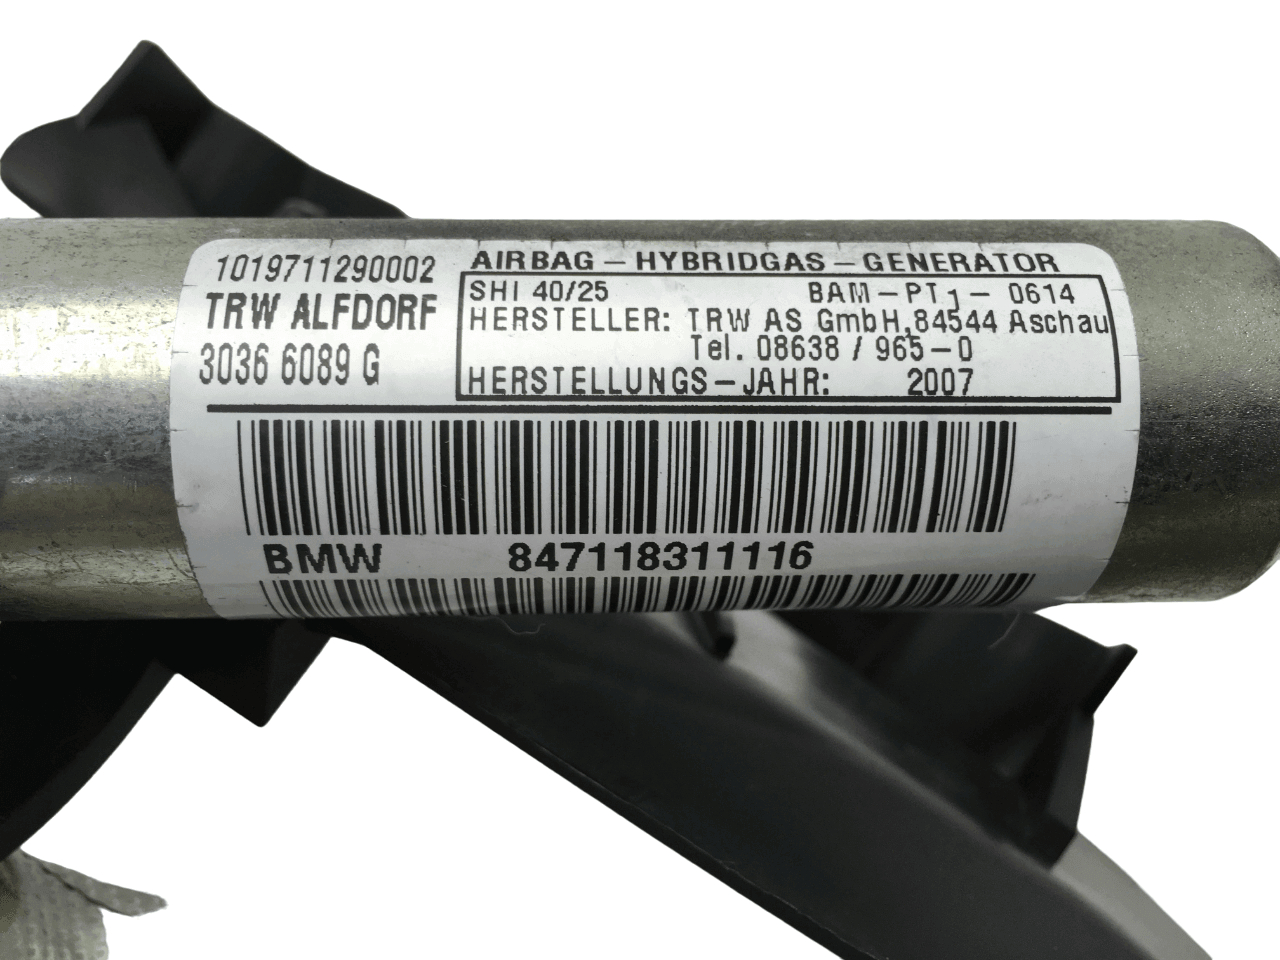 1019711290002
TRW ALFDORF
3036 6089 G
AIRBAG-HYBRIDGAS-GENERATOR
SHI 40/25 BAM-PT1-0614
HERSTELLER: TRW AS GmbH,84544 Aschau
Tel. 08638 / 965-0
HERSTELLUNGS-JAHR: 2007
BMW 847118311116